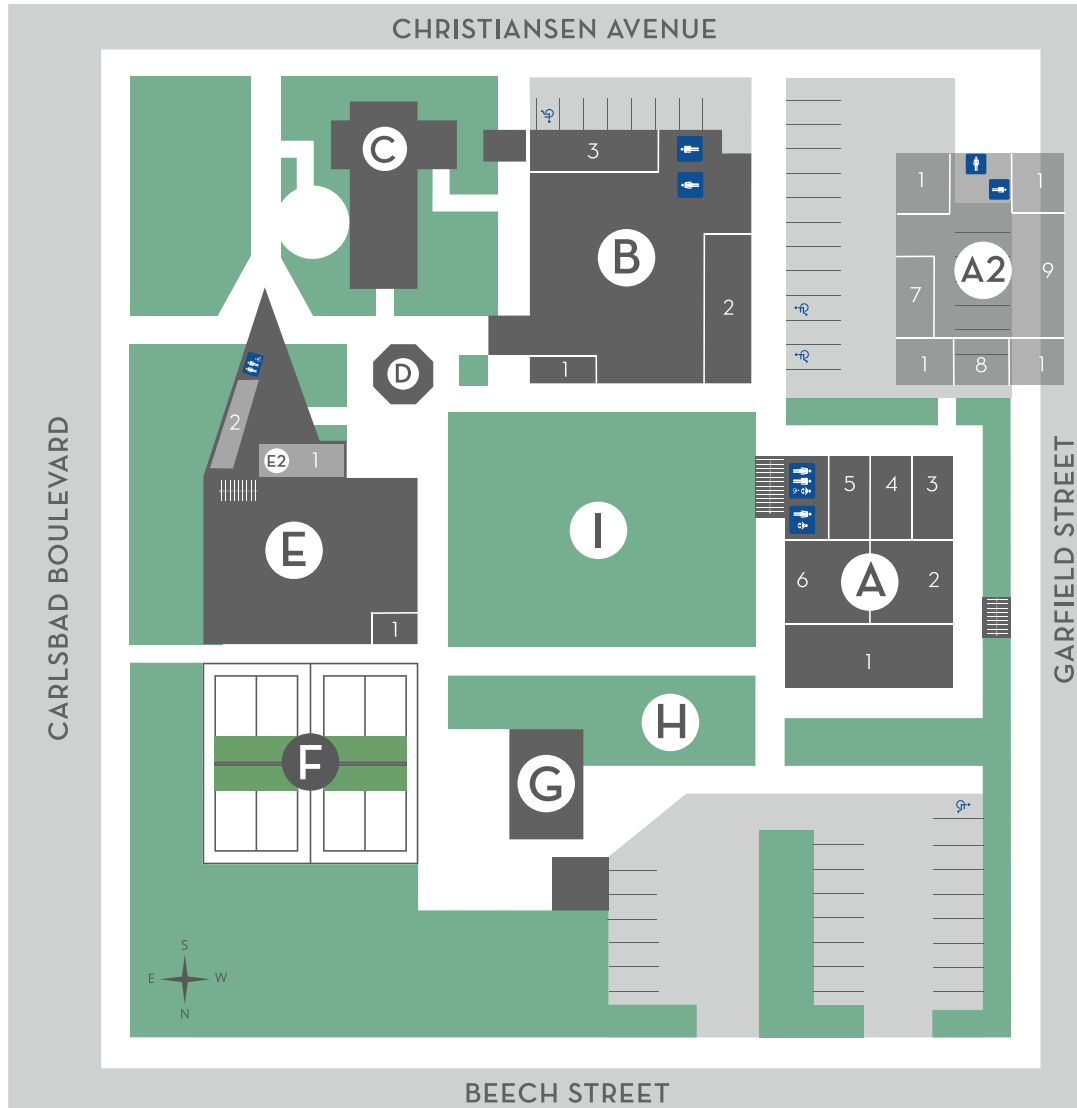 CHRISTIANSEN AVENUE
C
3
B
2
1
1
1
A2
7
9
1
8
1
D
2
E2
1
E
1
I
5
4
3
6
A
2
1
CARLSBAD BOULEVARD
GARFIELD STREET
F
H
G
S
E
W
N
BEECH STREET